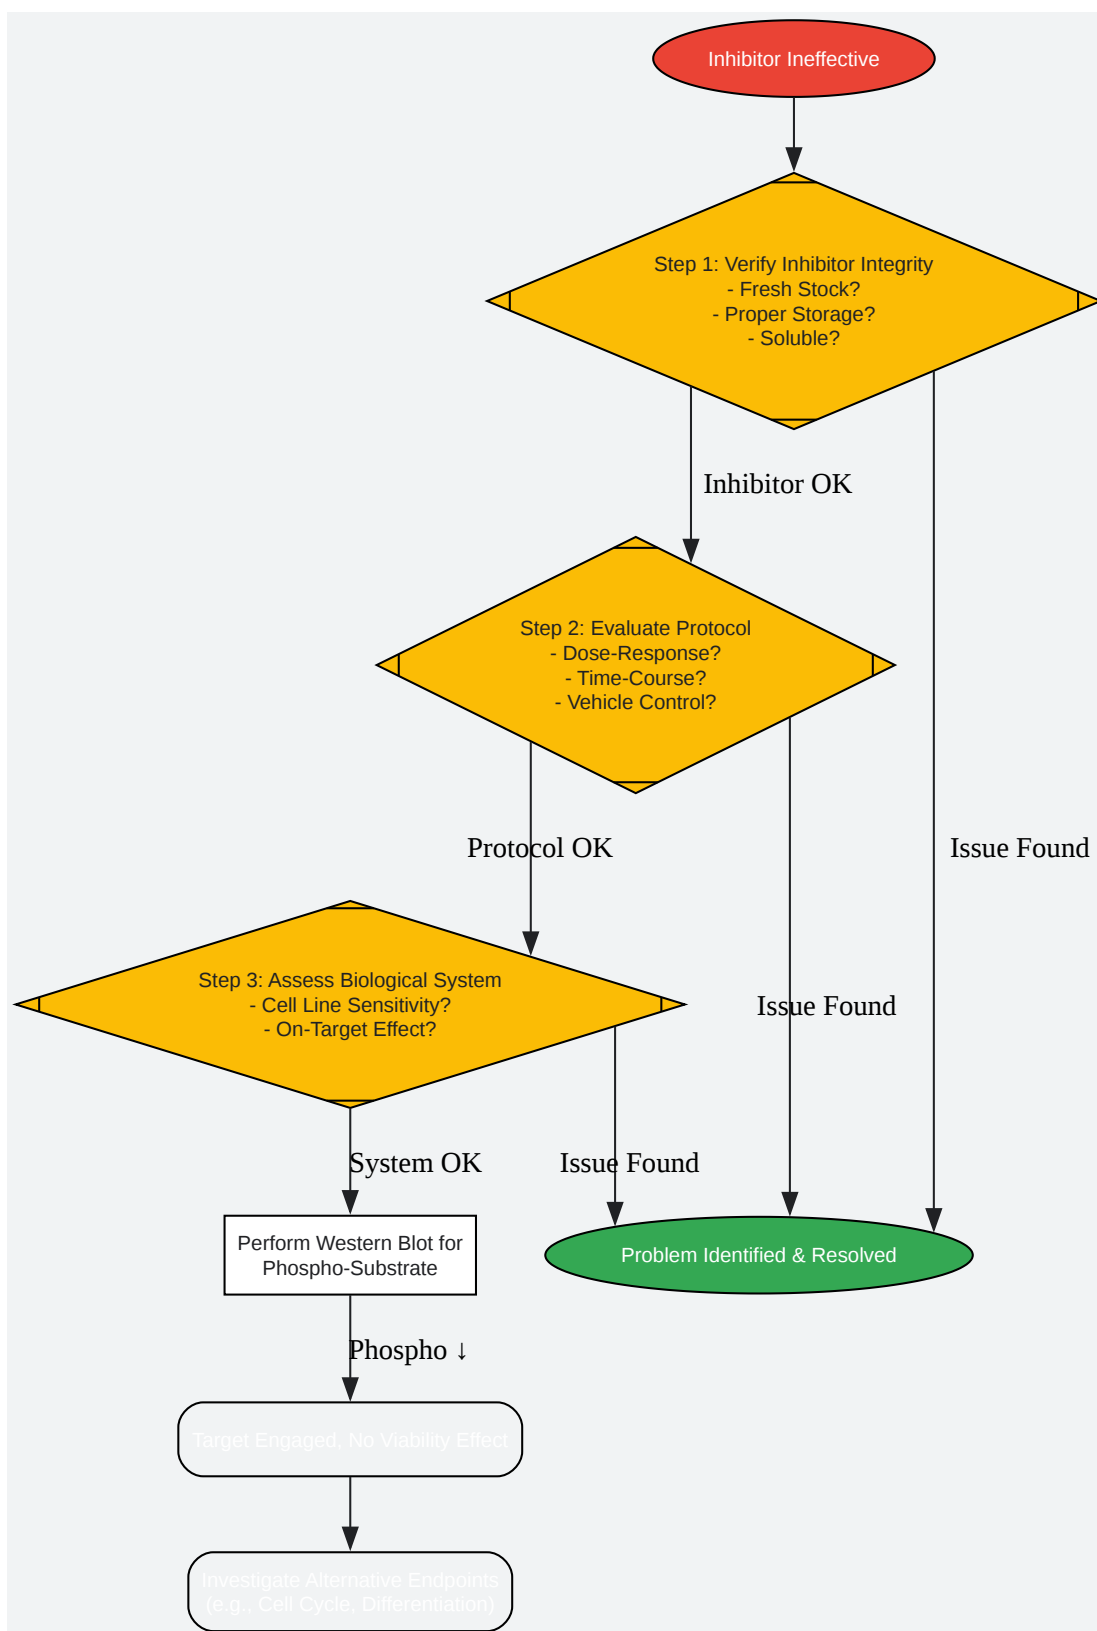 Inhibitor Ineffective
Step 1: Verify Inhibitor Integrity
- Fresh Stock?
- Proper Storage?
- Soluble?
Inhibitor OK
Step 2: Evaluate Protocol
- Dose-Response?
- Time-Course?
- Vehicle Control?
Protocol OK
Issue Found
Step 3: Assess Biological System
- Cell Line Sensitivity?
- On-Target Effect?
Issue Found
System OK
Issue Found
Perform Western Blot for
Phospho-Substrate
Problem Identified & Resolved
Phospho ↓
Target Engaged, No Viability Effect
Investigate Alternative Endpoints
(e.g., Cell Cycle, Differentiation)